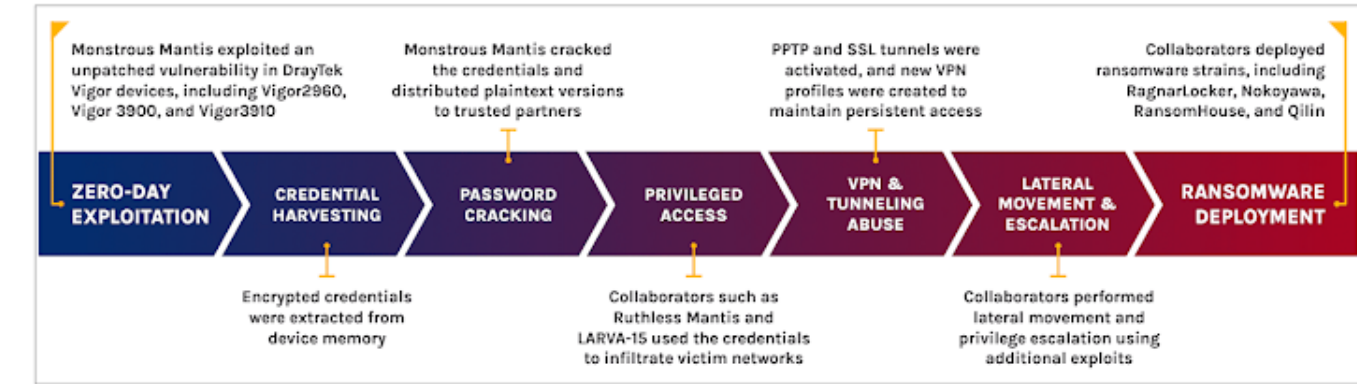 Monstrous Mantis exploited an
unpatched vulnerability in DrayTek
Vigor devices, including Vigor2960,
Vigor 3900, and Vigor3910
Monstrous Mantis cracked
the credentials and
distributed plaintext versions
to trusted partners
PPTP and SSL tunnels were
activated, and new VPN
profiles were created to
maintain persistent access
Collaborators deployed
ransomware strains, including
RagnarLocker, Nokoyawa,
RansomHouse, and Qilin
ZERO-DAY
EXPLOITATION
CREDENTIAL
HARVESTING
PASSWORD
CRACKING
PRIVILEGED
ACCESS
VPN &
TUNNELING
ABUSE
LATERAL
MOVEMENT &
ESCALATION
RANSOMWARE
DEPLOYMENT
Encrypted credentials
were extracted from
device memory
Collaborators such as
Ruthless Mantis and
LARVA-15 used the credentials
to infiltrate victim networks
Collaborators performed
lateral movement and
privilege escalation using
additional exploits